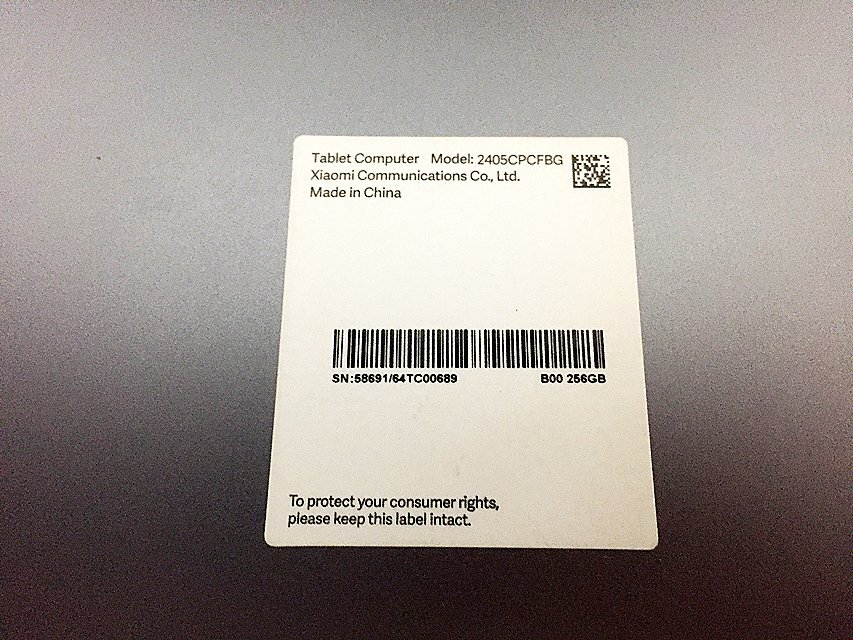 Tablet Computer Model: 2405CPCFBG
Xiaomi Communications Co., Ltd.
Made in China
SN:58691/64TC00689 B00 256GB
To protect your consumer rights,
please keep this label intact.